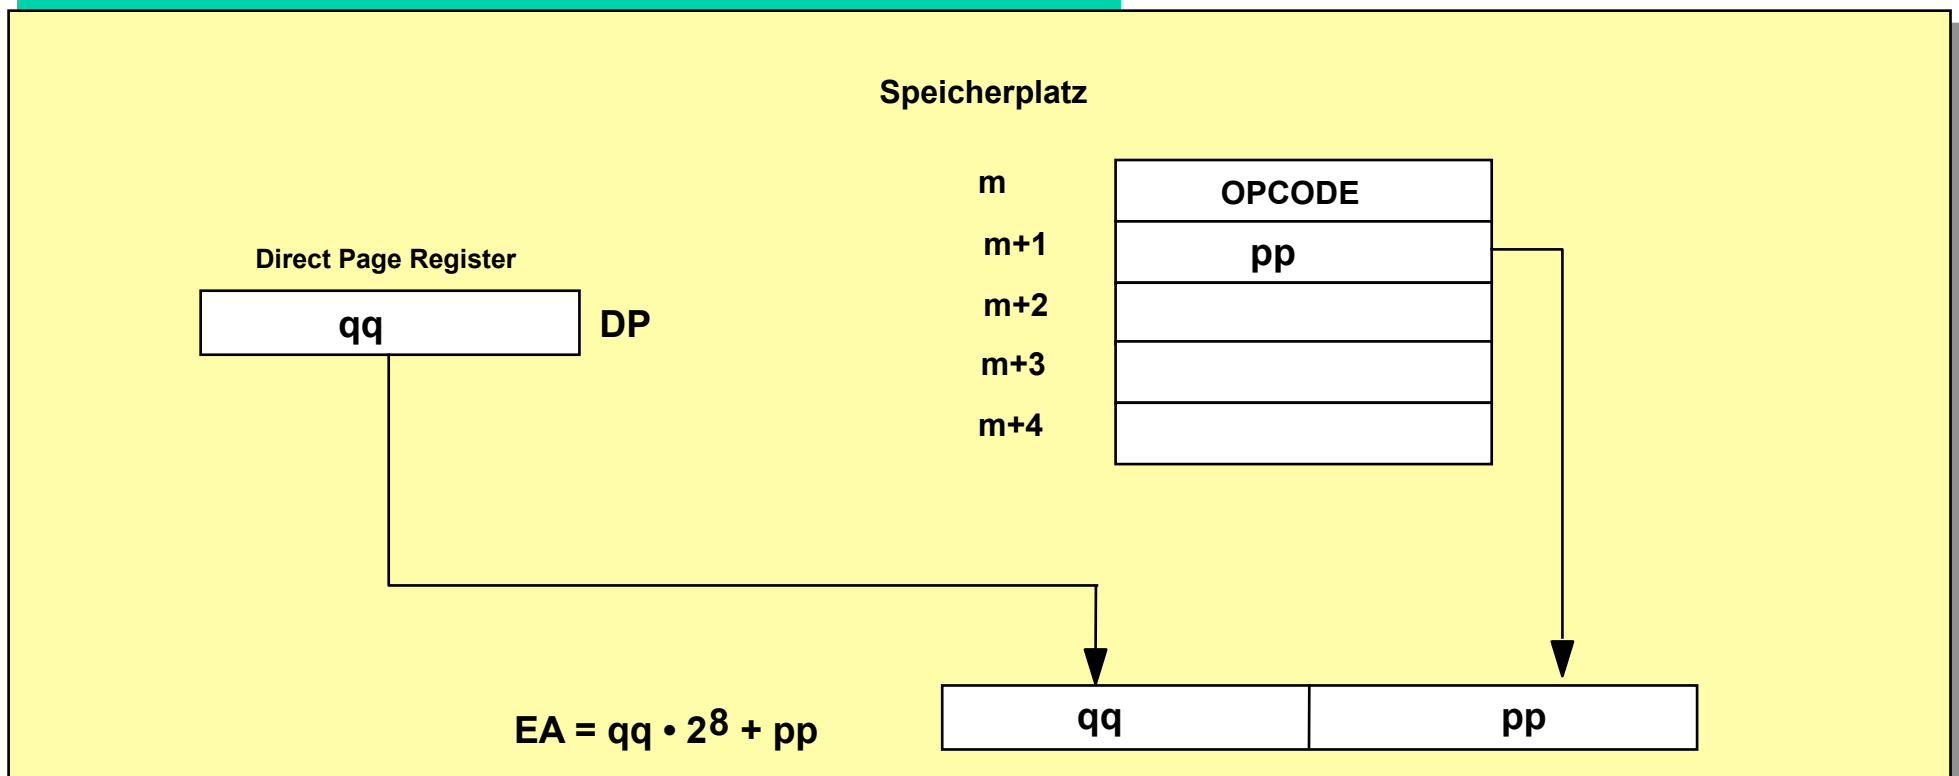 Speicherplatz
m
OPCODE
Direct Page Register
m+1
pp
qq
DP
m+2
m+3
m+4
EA = qq • 2⁸ + pp
qq
pp